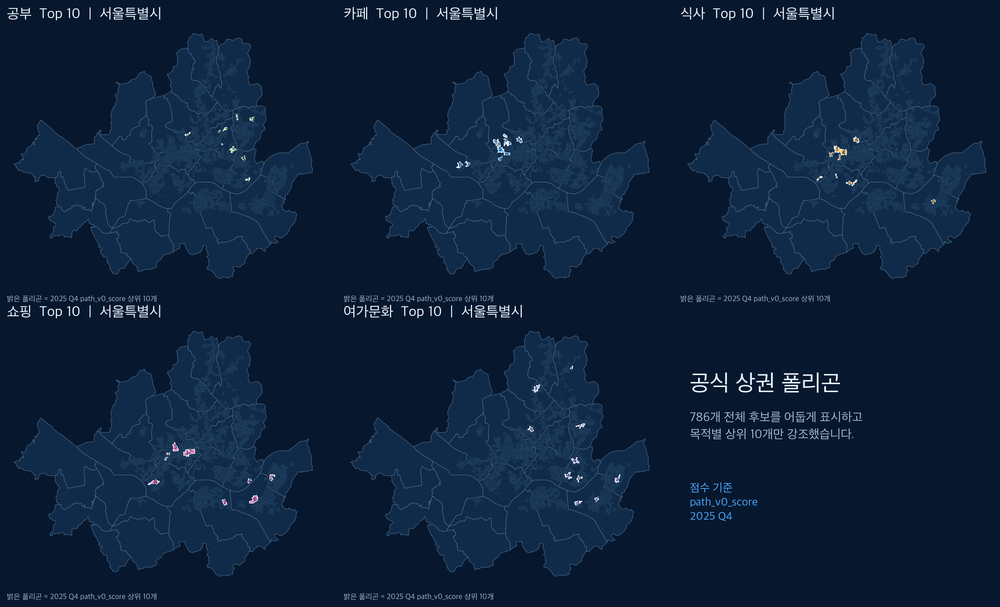 공부 Top 10 | 서울특별시
밝은 폴리곤 = 2025 Q4 path_v0_score 상위 10개
카페 Top 10 | 서울특별시
밝은 폴리곤 = 2025 Q4 path_v0_score 상위 10개
식사 Top 10 | 서울특별시
4
밝은 폴리곤 = 2025 Q4 path_v0_score 상위 10개
쇼핑 Top 10 | 서울특별시
5
32
8
4
7
6
밝은 폴리곤 = 2025 Q4 path_v0_score 상위 10개
여가문화 Top 10 | 서울특별시
밝은 폴리곤 = 2025 Q4 path_v0_score 상위 10개
공식 상권 폴리곤
786개 전체 후보를 어둡게 표시하고
목적별 상위 10개만 강조했습니다.
점수 기준
path_v0_score
2025 Q4